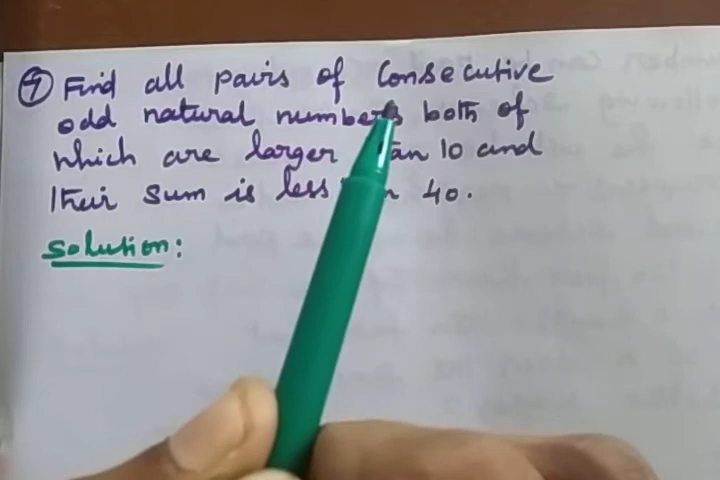 9 Find all pairs of Consecutive
odd natural numbers both of
which are larger 10 and
their sum is less 40.
Solution: